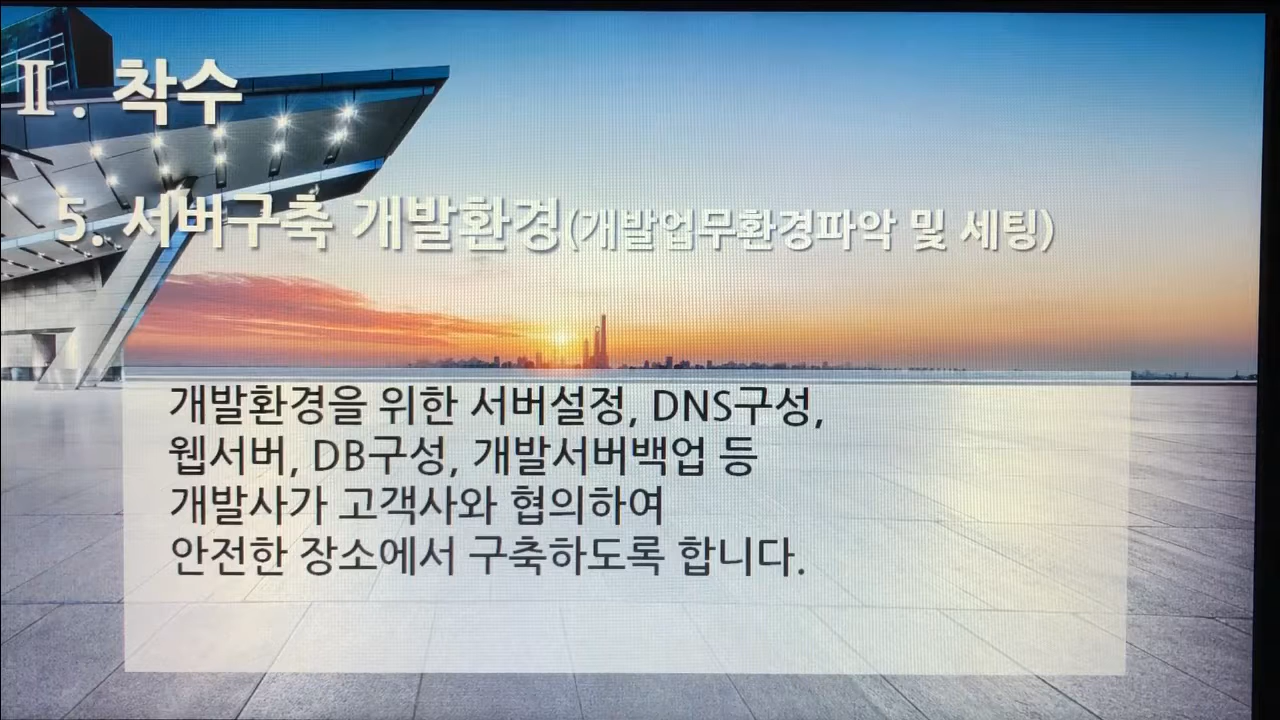 Ⅱ. 착수
5. 서버구축 개발환경(개발업무환경파악 및 세팅)
개발환경을 위한 서버설정, DNS구성,
웹서버, DB구성, 개발서버백업 등
개발사가 고객사와 협의하여
안전한 장소에서 구축하도록 합니다.